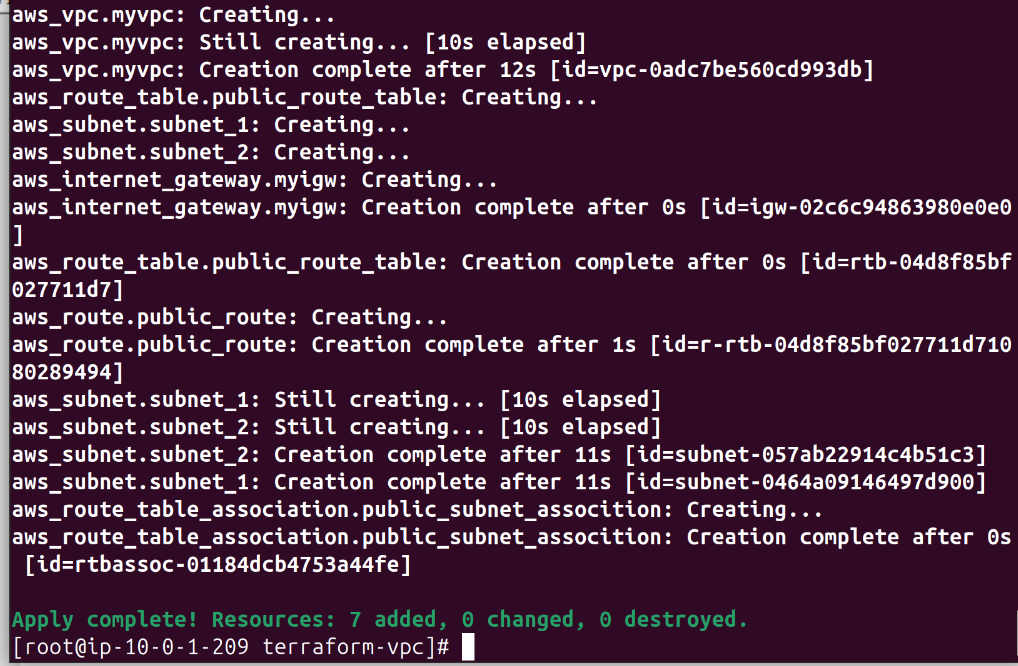 aws_vpc.myvpc: Creating...
aws_vpc.myvpc: Still creating... [10s elapsed]
aws_vpc.myvpc: Creation complete after 12s [id=vpc-0adc7be560cd993db]
aws_route_table.public_route_table: Creating...
aws_subnet.subnet_1: Creating...
aws_subnet.subnet_2: Creating...
aws_internet_gateway.myigw: Creating...
aws_internet_gateway.myigw: Creation complete after 0s [id=igw-02c6c94863980e0e0
]
aws_route_table.public_route_table: Creation complete after 0s [id=rtb-04d8f85bf
027711d7]
aws_route.public_route: Creating...
aws_route.public_route: Creation complete after 1s [id=r-rtb-04d8f85bf027711d710
80289494]
aws_subnet.subnet_1: Still creating... [10s elapsed]
aws_subnet.subnet_2: Still creating... [10s elapsed]
aws_subnet.subnet_2: Creation complete after 11s [id=subnet-057ab22914c4b51c3]
aws_subnet.subnet_1: Creation complete after 11s [id=subnet-0464a09146497d900]
aws_route_table_association.public_subnet_assocition: Creating...
aws_route_table_association.public_subnet_assocition: Creation complete after 0s
 [id=rtbassoc-01184dcb4753a44fe]
Apply complete! Resources: 7 added, 0 changed, 0 destroyed.
[root@ip-10-0-1-209 terraform-vpc]#